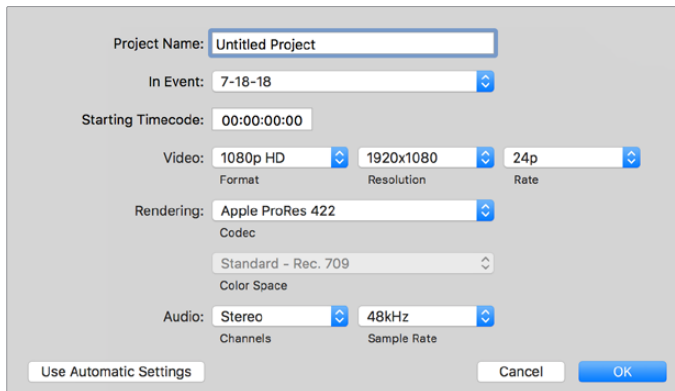 Project Name: Untitled Project
In Event: 7-18-18
Starting Timecode: 00:00:00:00
Video: 1080p HD 1920x1080 24p
Format Resolution Rate
Rendering: Apple ProRes 422
Codec
Standard - Rec. 709
Color Space
Audio: Stereo 48kHz
Channels Sample Rate
Use Automatic Settings Cancel OK